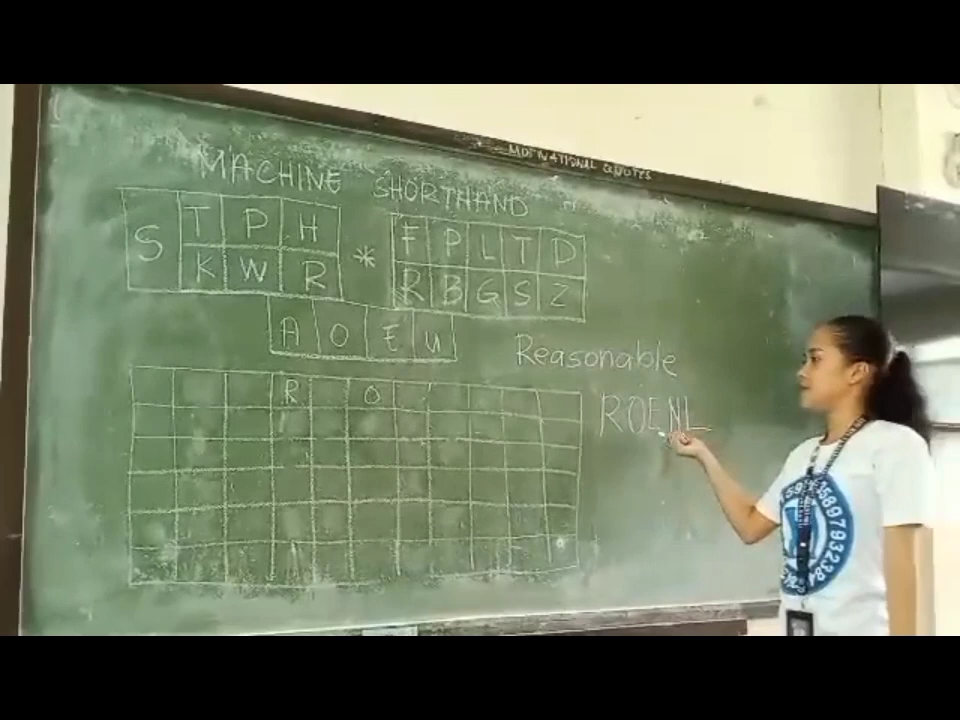 MOTIVATIONAL QUOTES
MACHINE SHORTHAND
S T P H * F P L T D
K W R R B G S Z
A O E U
Reasonable
R O
ROENL